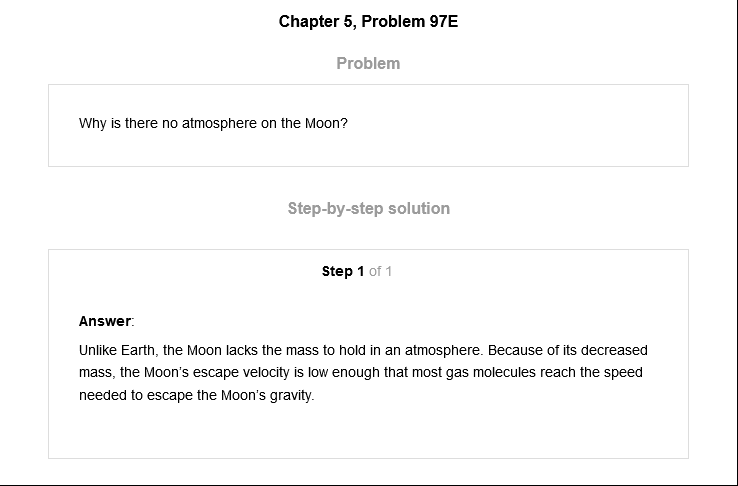 Chapter 5, Problem 97E
Problem
Why is there no atmosphere on the Moon?
Step-by-step solution
Step 1 of 1
Answer:
Unlike Earth, the Moon lacks the mass to hold in an atmosphere. Because of its decreased
mass, the Moon’s escape velocity is low enough that most gas molecules reach the speed
needed to escape the Moon’s gravity.